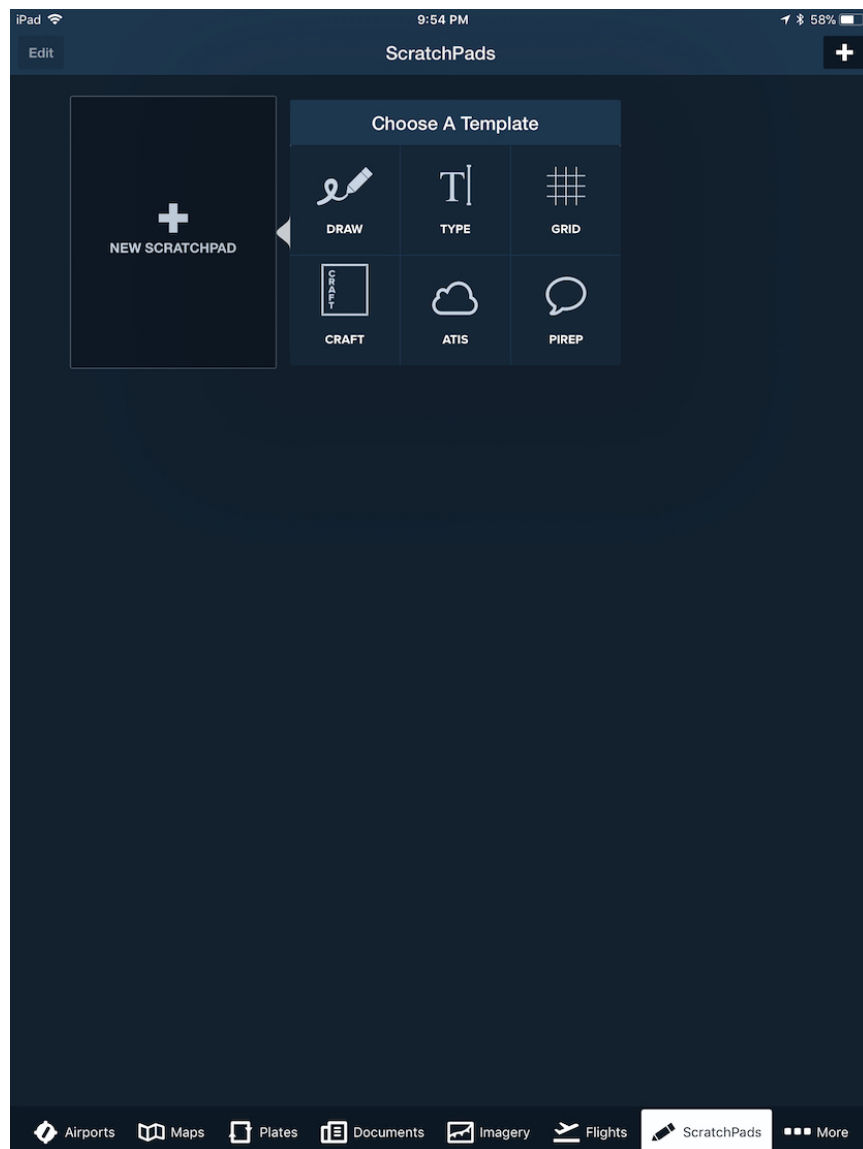 iPad 9:54 PM 58%
Edit ScratchPads
Choose A Template
NEW SCRATCHPAD
DRAW TYPE GRID
CRAFT
CRAFT ATIS PIREP
Airports Maps Plates Documents Imagery Flights ScratchPads More